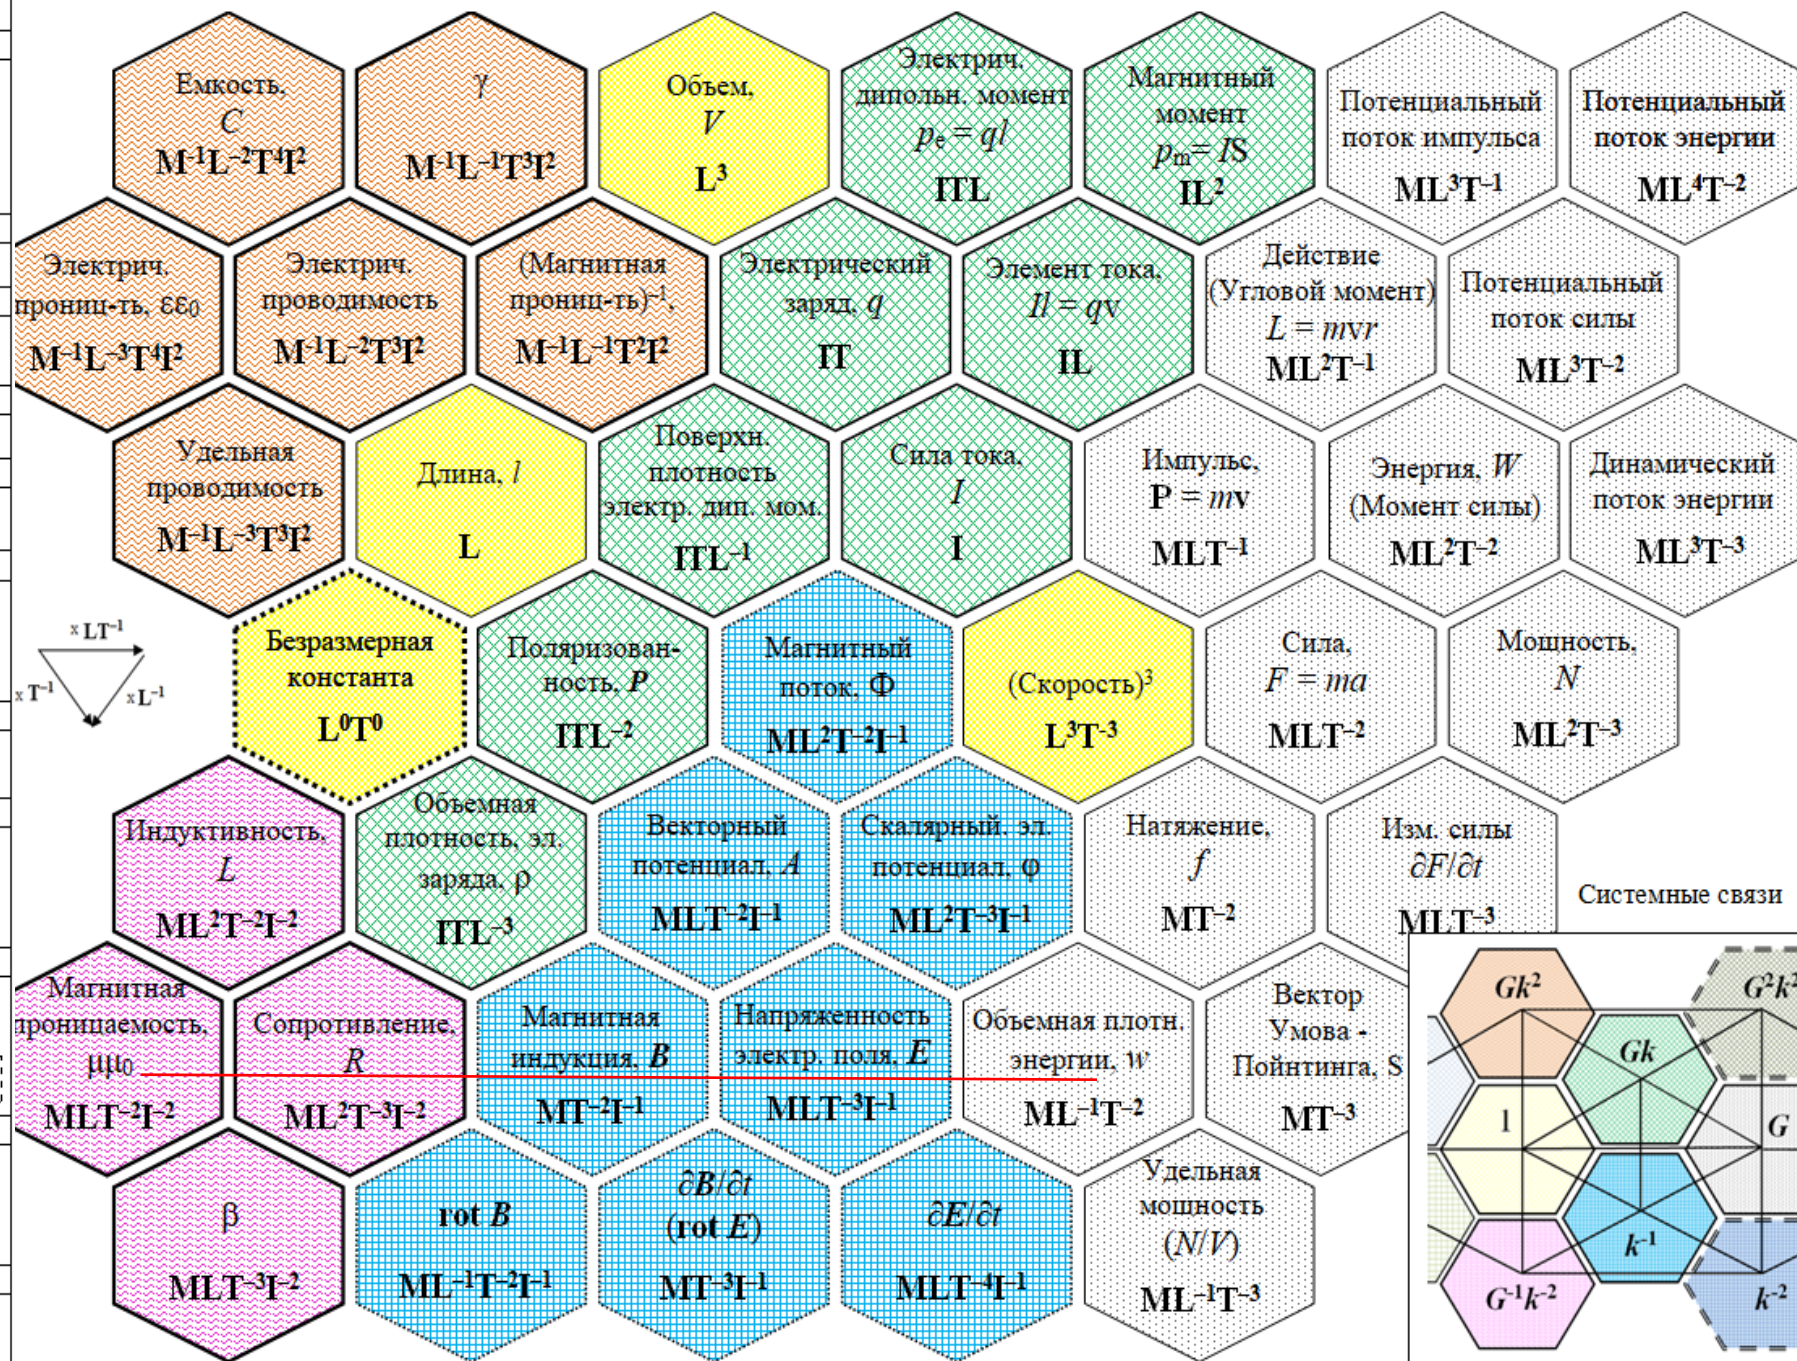 Емкость,
C
M⁻¹L⁻²T⁴I²
γ
M⁻¹L⁻¹T³I²
Объем,
V
L³
Электрич.
дипольн. момент
pₑ = ql
ITL
Магнитный
момент
pₘ= IS
IL²
Потенциальный
поток импульса
ML³T⁻¹
Потенциальный
поток энергии
ML⁴T⁻²
Электрич.
прониц-ть, εε₀
M⁻¹L⁻³T⁴I²
Электрич.
проводимость
M⁻¹L⁻²T³I²
(Магнитная
прониц-ть)⁻¹,
M⁻¹L⁻¹T²I²
Электрический
заряд, q
IT
Элемент тока,
Il = qv
IL
Действие
(Угловой момент)
L = mvr
ML²T⁻¹
Потенциальный
поток силы
ML³T⁻²
Удельная
проводимость
M⁻¹L⁻³T³I²
Длина, l
L
Поверхн.
плотность
электр. дип. мом.
ITL⁻¹
Сила тока,
I
I
Импульс,
P = mv
MLT⁻¹
Энергия, W
(Момент силы)
ML²T⁻²
Динамический
поток энергии
ML³T⁻³
x LT⁻¹
x T⁻¹
x L⁻¹
Безразмерная
константа
L⁰T⁰
Поляризован-
ность, P
ITL⁻²
Магнитный
поток, Ф
ML²T⁻²I⁻¹
(Скорость)³
L³T⁻³
Сила,
F = ma
MLT⁻²
Мощность,
N
ML²T⁻³
Индуктивность,
L
ML²T⁻²I⁻²
Объемная
плотность, эл.
заряда, ρ
ITL⁻³
Векторный
потенциал, A
MLT⁻²I⁻¹
Скалярный. эл.
потенциал, φ
ML²T⁻³I⁻¹
Натяжение,
f
MT⁻²
Изм. силы
∂F/∂t
MLT⁻³
Системные связи
Магнитная
проницаемость,
μμ₀
MLT⁻²I⁻²
Сопротивление,
R
ML²T⁻³I⁻²
Магнитная
индукция, B
MT⁻²I⁻¹
Напряженность
электр. поля, E
MLT⁻³I⁻¹
Объемная плотн.
энергии, w
ML⁻¹T⁻²
Вектор
Умова -
Пойнтинга, S
MT⁻³
β
MLT⁻³I⁻²
rot B
ML⁻¹T⁻²I⁻¹
∂B/∂t
(rot E)
MT⁻³I⁻¹
∂E/∂t
MLT⁻⁴I⁻¹
Удельная
мощность
(N/V)
ML⁻¹T⁻³
Gk²
G²k²
Gk
1
G
k⁻¹
G⁻¹k⁻²
k⁻²